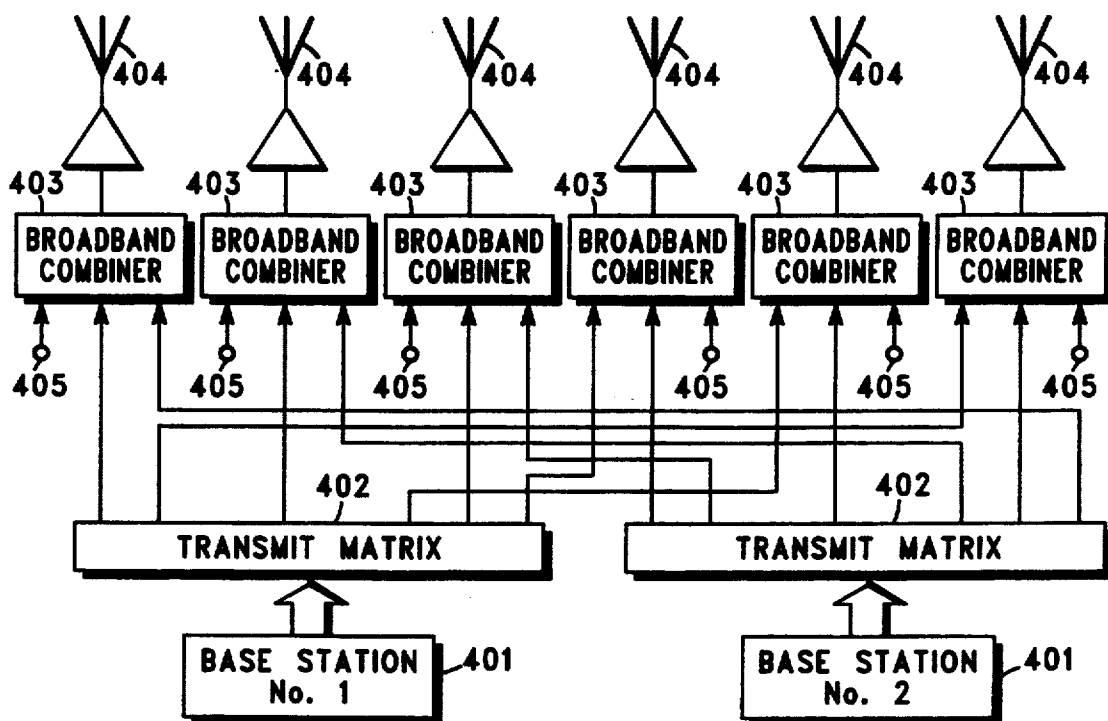 404 404 404 404 404 404
403 403 403 403 403 403
BROADBAND COMBINER
BROADBAND COMBINER
BROADBAND COMBINER
BROADBAND COMBINER
BROADBAND COMBINER
BROADBAND COMBINER
405 405 405 405 405 405
402 402
TRANSMIT MATRIX TRANSMIT MATRIX
BASE STATION
No. 1
401
BASE STATION
No. 2
401